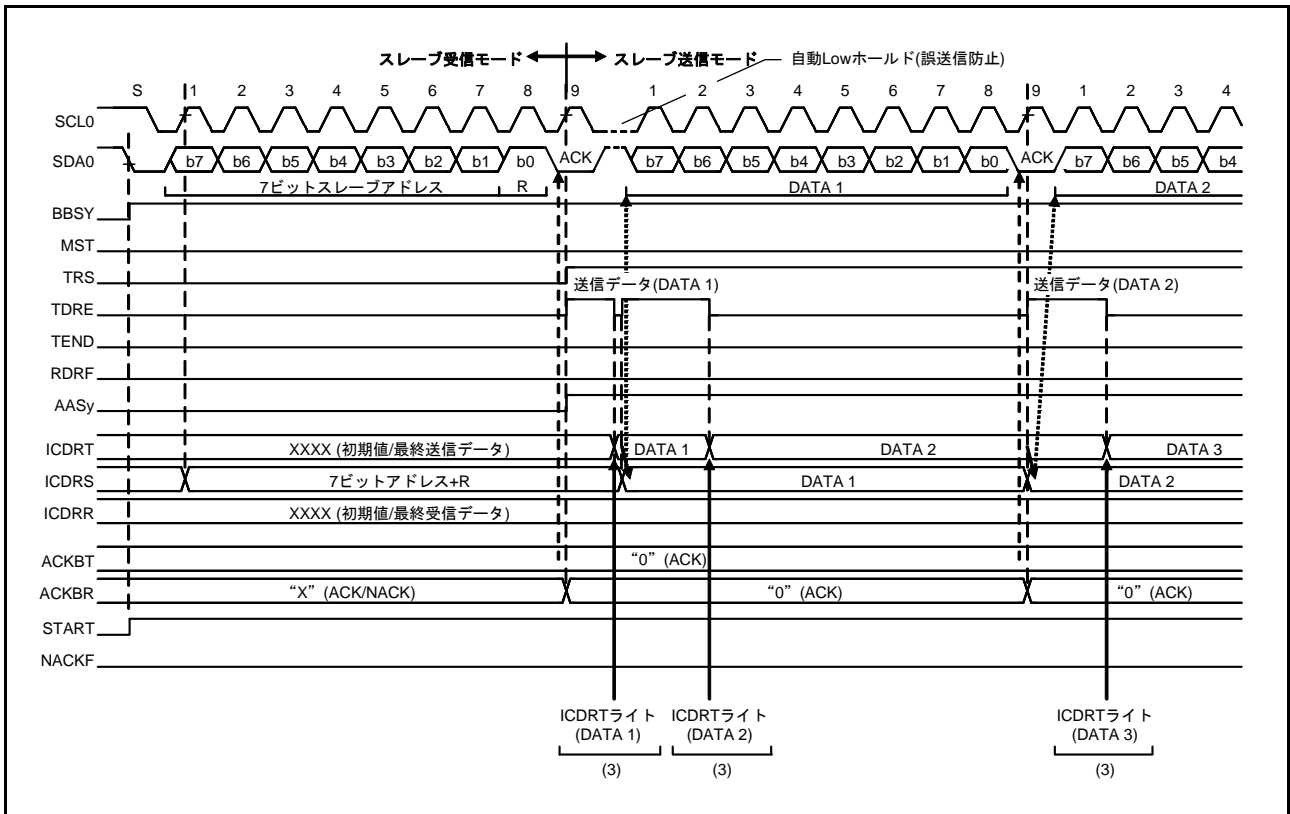 スレーブ受信モード スレーブ送信モード 自動Lowホールド(誤送信防止)
S 1 2 3 4 5 6 7 8 9 1 2 3 4 5 6 7 8 9 1 2 3 4
SCL0
SDA0 b7 b6 b5 b4 b3 b2 b1 b0 ACK b7 b6 b5 b4 b3 b2 b1 b0 ACK b7 b6 b5 b4
7ビットスレーブアドレス R DATA 1 DATA 2
BBSY
MST
TRS
送信データ(DATA 1) 送信データ(DATA 2)
TDRE
TEND
RDRF
AASy
ICDRT XXXX (初期値/最終送信データ) DATA 1 DATA 2 DATA 3
ICDRS 7ビットアドレス+R DATA 1 DATA 2
ICDRR XXXX (初期値/最終受信データ)
ACKBT “0” (ACK)
ACKBR “X” (ACK/NACK) “0” (ACK) “0” (ACK)
START
NACKF
ICDRTライト ICDRTライト ICDRTライト
(DATA 1) (DATA 2) (DATA 3)
(3) (3) (3)